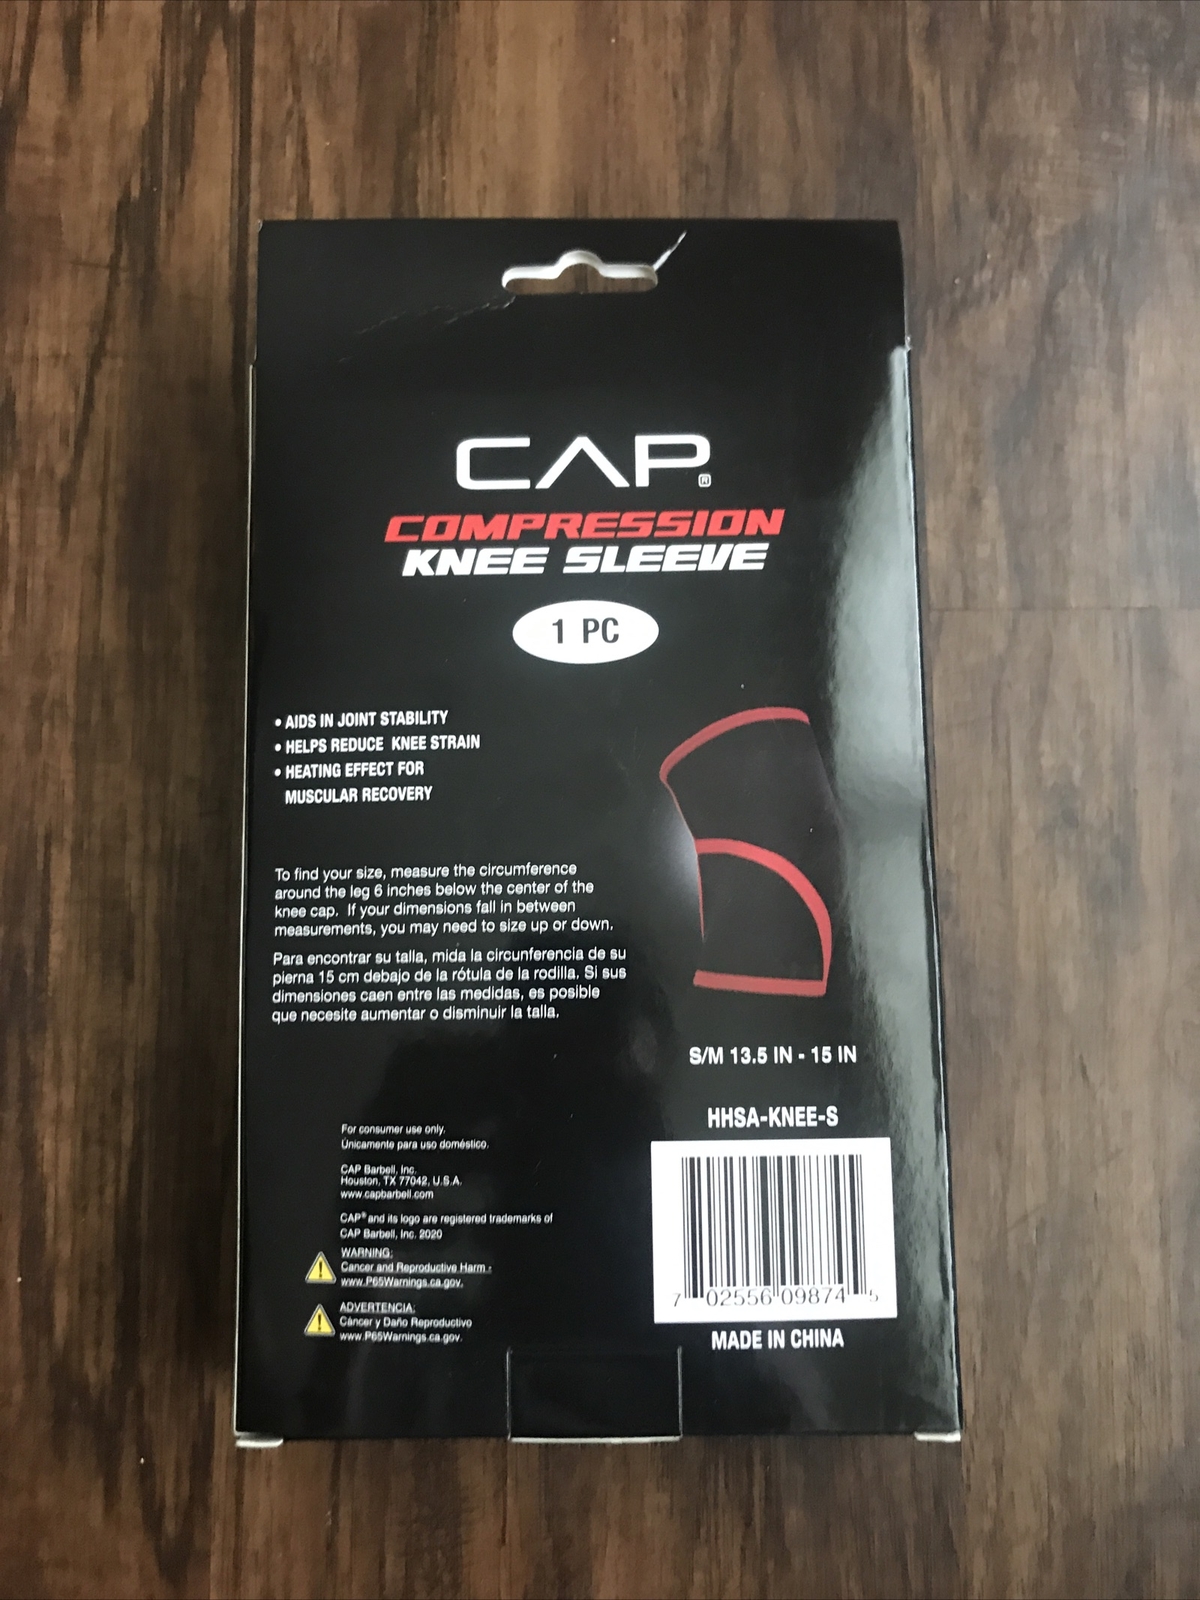 CAP®
COMPRESSION
KNEE SLEEVE
1 PC
• AIDS IN JOINT STABILITY
• HELPS REDUCE KNEE STRAIN
• HEATING EFFECT FOR
MUSCULAR RECOVERY
To find your size, measure the circumference
around the leg 6 inches below the center of the
knee cap. If your dimensions fall in between
measurements, you may need to size up or down.
Para encontrar su talla, mida la circunferencia de su
pierna 15 cm debajo de la rótula de la rodilla. Si sus
dimensiones caen entre las medidas, es posible
que necesite aumentar o disminuir la talla.
S/M 13.5 IN - 15 IN
HHSA-KNEE-S
7 02556 09874 5
MADE IN CHINA
For consumer use only.
Únicamente para uso doméstico.
CAP Barbell, Inc.
Houston, TX 77042, U.S.A.
www.capbarbell.com
CAP® and its logo are registered trademarks of
CAP Barbell, Inc. 2020
WARNING:
Cancer and Reproductive Harm -
www.P65Warnings.ca.gov.
ADVERTENCIA:
Cáncer y Daño Reproductivo
www.P65Warnings.ca.gov.